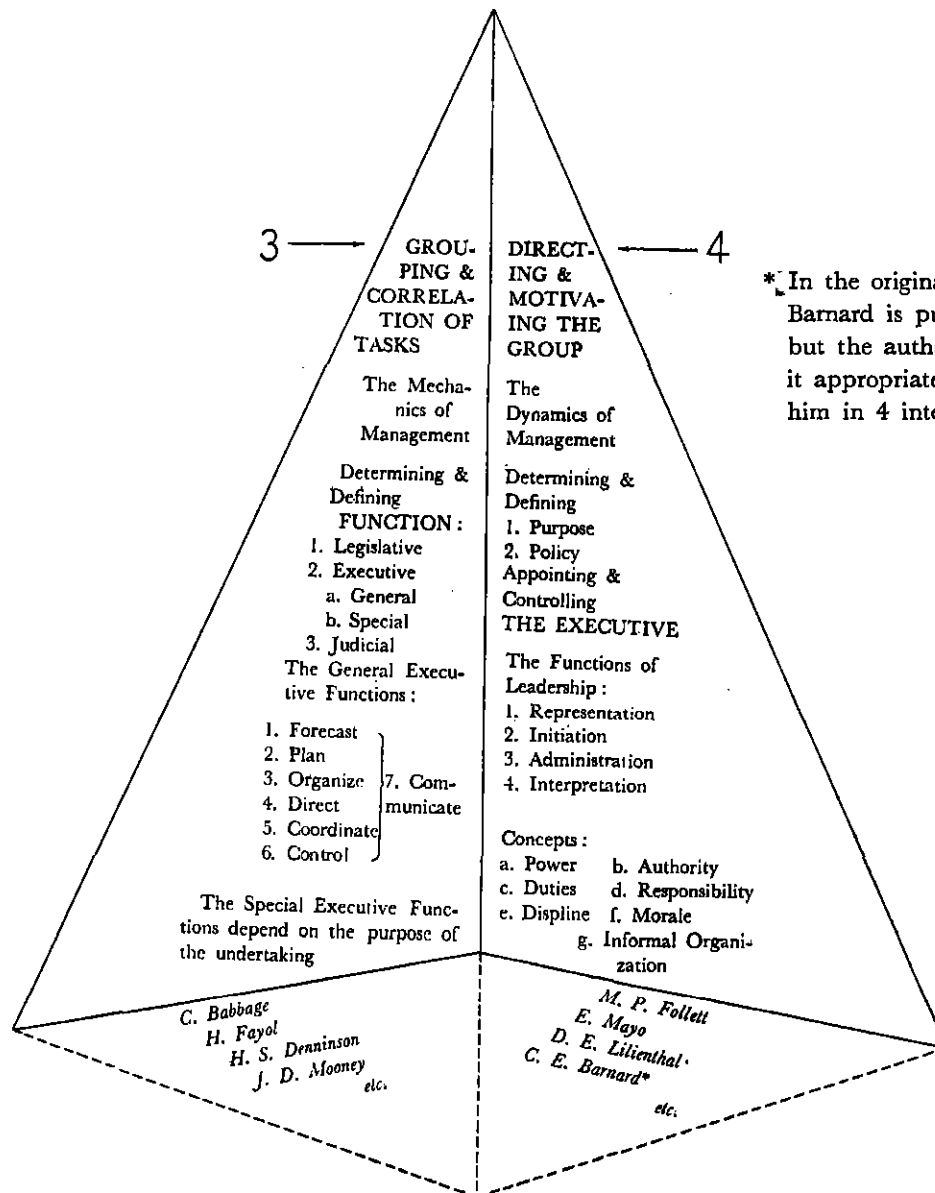 3
GROU-
PING &
CORRELA-
TION OF
TASKS
The Mecha-
nics of
Management
Determining &
Defining
FUNCTION :
1. Legislative
2. Executive
a. General
b. Special
3. Judicial
The General Execu-
tive Functions :
1. Forecast
2. Plan
3. Organize
4. Direct
5. Coordinate
6. Control
7. Com-
municate
The Special Executive Func-
tions depend on the purpose of
the undertaking
C. Babbage
H. Fayol
H. S. Denninson
J. D. Mooney
etc.
4
DIRECT-
ING &
MOTIVA-
ING THE
GROUP
The
Dynamics of
Management
Determining &
Defining
1. Purpose
2. Policy
Appointing &
Controlling
THE EXECUTIVE
The Functions of
Leadership :
1. Representation
2. Initiation
3. Administration
4. Interpretation
Concepts :
a. Power b. Authority
c. Duties d. Responsibility
e. Displine f. Morale
g. Informal Organi-
zation
M. P. Follett
E. Mayo
D. E. Lilienthal
C. E. Barnard*
etc.
* In the origina
Barnard is pu
but the auth
it appropriate
him in 4 inte